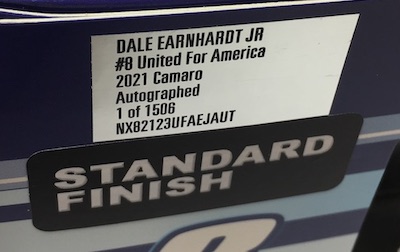 DALE EARNHARDT JR
#8 United For America
2021 Camaro
Autographed
1 of 1506
NX82123UFAEJAUT
STANDARD
FINISH